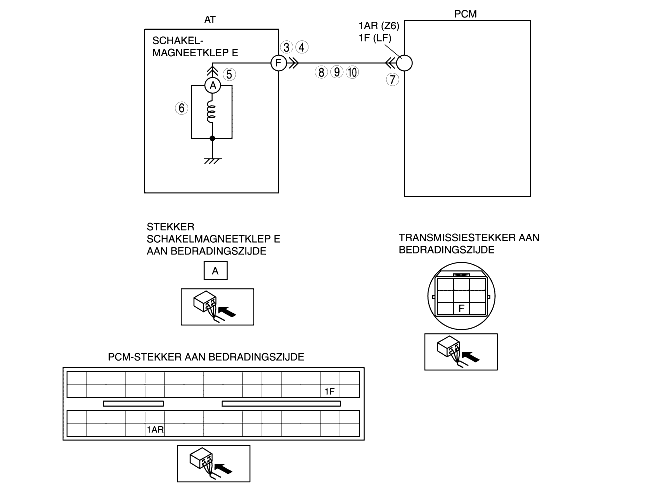 AT
PCM
SCHAKEL-
MAGNEETKLEP E
1AR (Z6)
1F (LF)
3 4
F
5
A
6
8 9 10
7
STEKKER
SCHAKELMAGNEETKLEP E
AAN BEDRADINGSZIJDE
A
TRANSMISSIESTEKKER AAN
BEDRADINGSZIJDE
F
PCM-STEKKER AAN BEDRADINGSZIJDE
1F
1AR